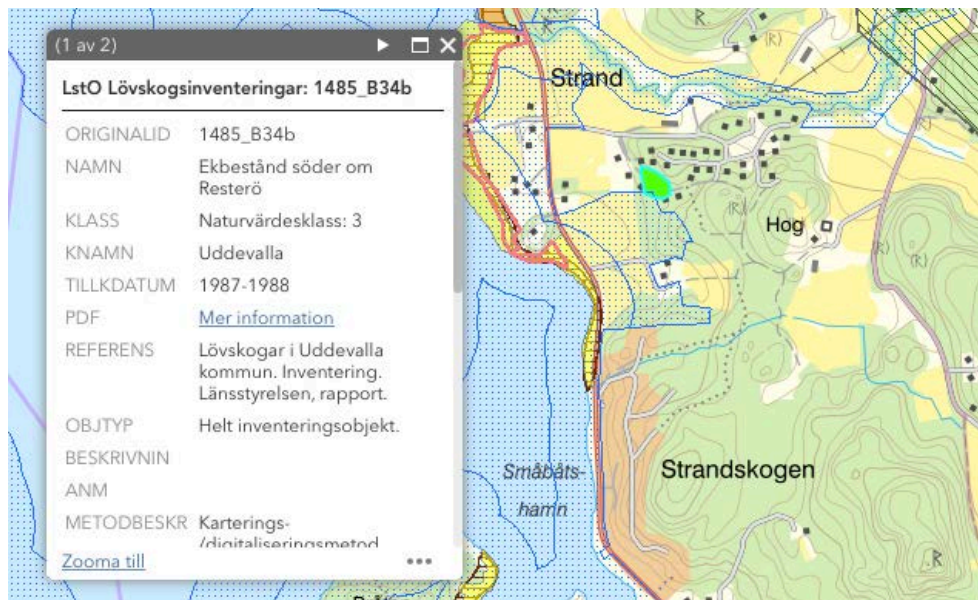 (1 av 2)
LstO Lövskogsinventeringar: 1485_B34b
ORIGINALID 1485_B34b
NAMN Ekbestånd söder om
Resterö
KLASS Naturvärdesklass: 3
KNAMN Uddevalla
TILLKDATUM 1987-1988
PDF Mer information
REFERENS Lövskogar i Uddevalla
kommun. Inventering.
Länsstyrelsen, rapport.
OBJTYP Helt inventeringsobjekt.
BESKRIVNIN
ANM
METODBESKR Karterings-
/digitaliseringsmetod
Zooma till
Strand
R
(R)
Hog
(R)
(R)
(R)
Strandskogen
Småbåts-
hamn
R